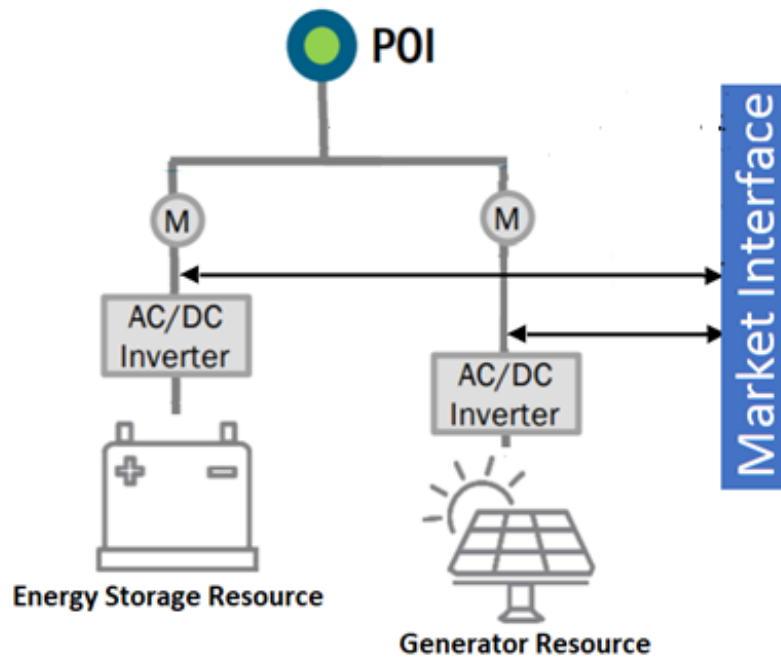 POI
M
M
Market Interface
AC/DC
Inverter
AC/DC
Inverter
Energy Storage Resource
Generator Resource